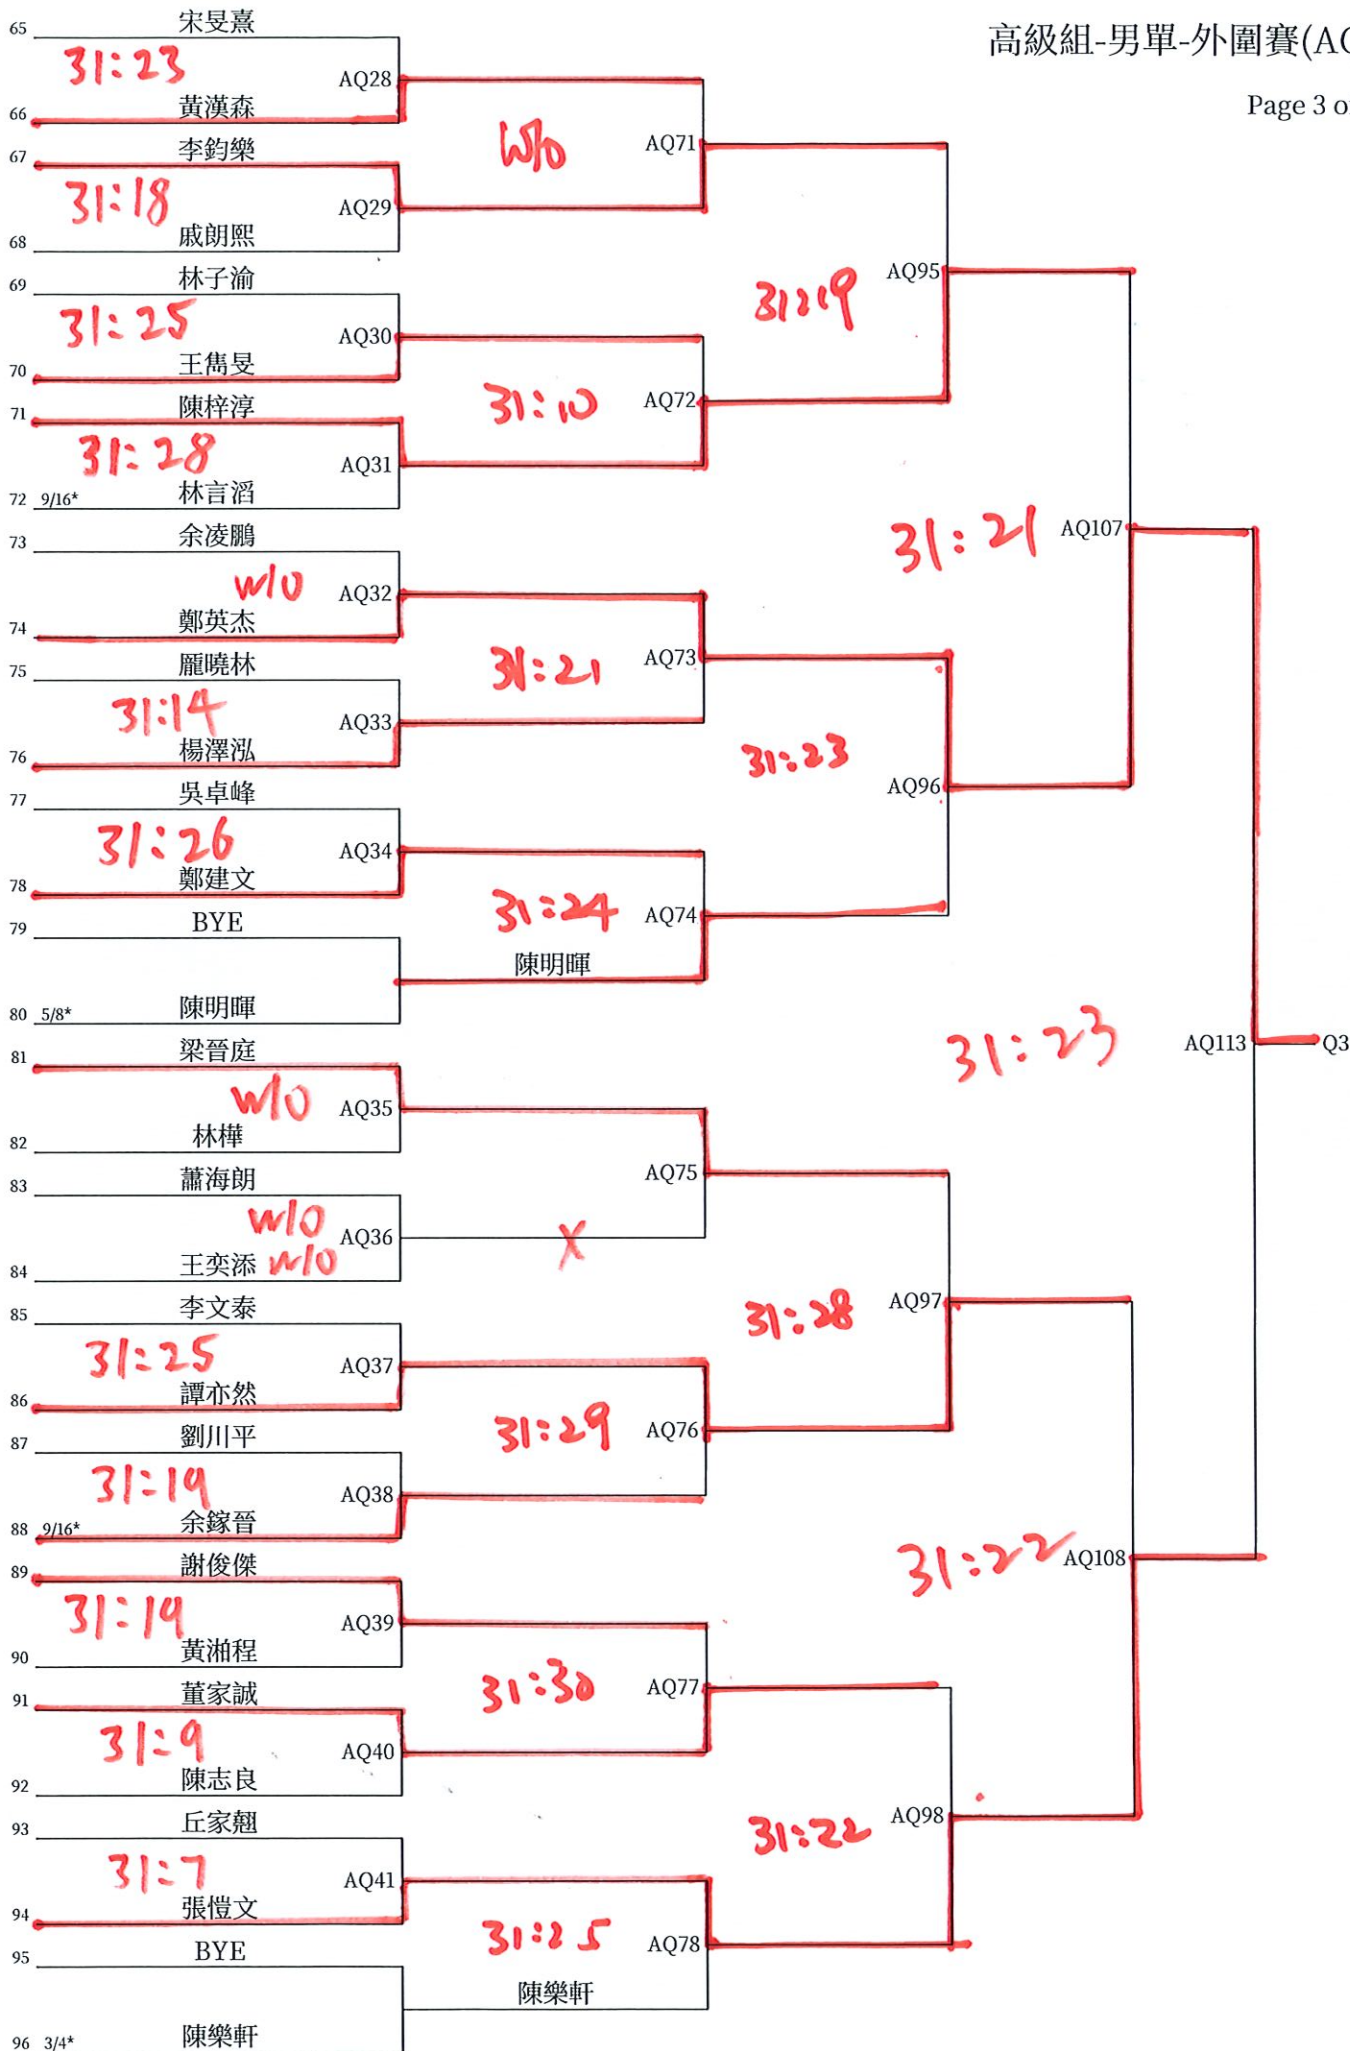 高級組-男單-外圍賽(AQ
Page 3 o
65 宋旻熹
31:23 AQ28
66 黃漢森
W/o AQ71
67 李鈞樂
31:18 AQ29
68 戚朗熙
31:19 AQ95
69 林子渝
31:25 AQ30
70 王雋旻
31:10 AQ72
71 陳梓淳
31:28 AQ31
72 9/16* 林言滔
31:21 AQ107
73 余凌鵬
w/o AQ32
74 鄭英杰
31:21 AQ73
75 龎曉林
31:14 AQ33
76 楊澤泓
31:23 AQ96
77 吳卓峰
31:26 AQ34
78 鄭建文
31:24 AQ74
79 BYE
陳明暉
80 5/8* 陳明暉
31:23 AQ113 Q3
81 梁晉庭
w/o AQ35
82 林樺
AQ75
83 蕭海朗
w/o AQ36 X
84 王奕添 w/o
31:28 AQ97
85 李文泰
31:25 AQ37
86 譚亦然
31:29 AQ76
87 劉川平
31:19 AQ38
88 9/16* 余鎵晉
31:22 AQ108
89 謝俊傑
31:19 AQ39
90 黃湘程
31:30 AQ77
91 董家誠
31:9 AQ40
92 陳志良
31:22 AQ98
93 丘家翹
31:7 AQ41
94 張愷文
31:25 AQ78
95 BYE
陳樂軒
96 3/4* 陳樂軒